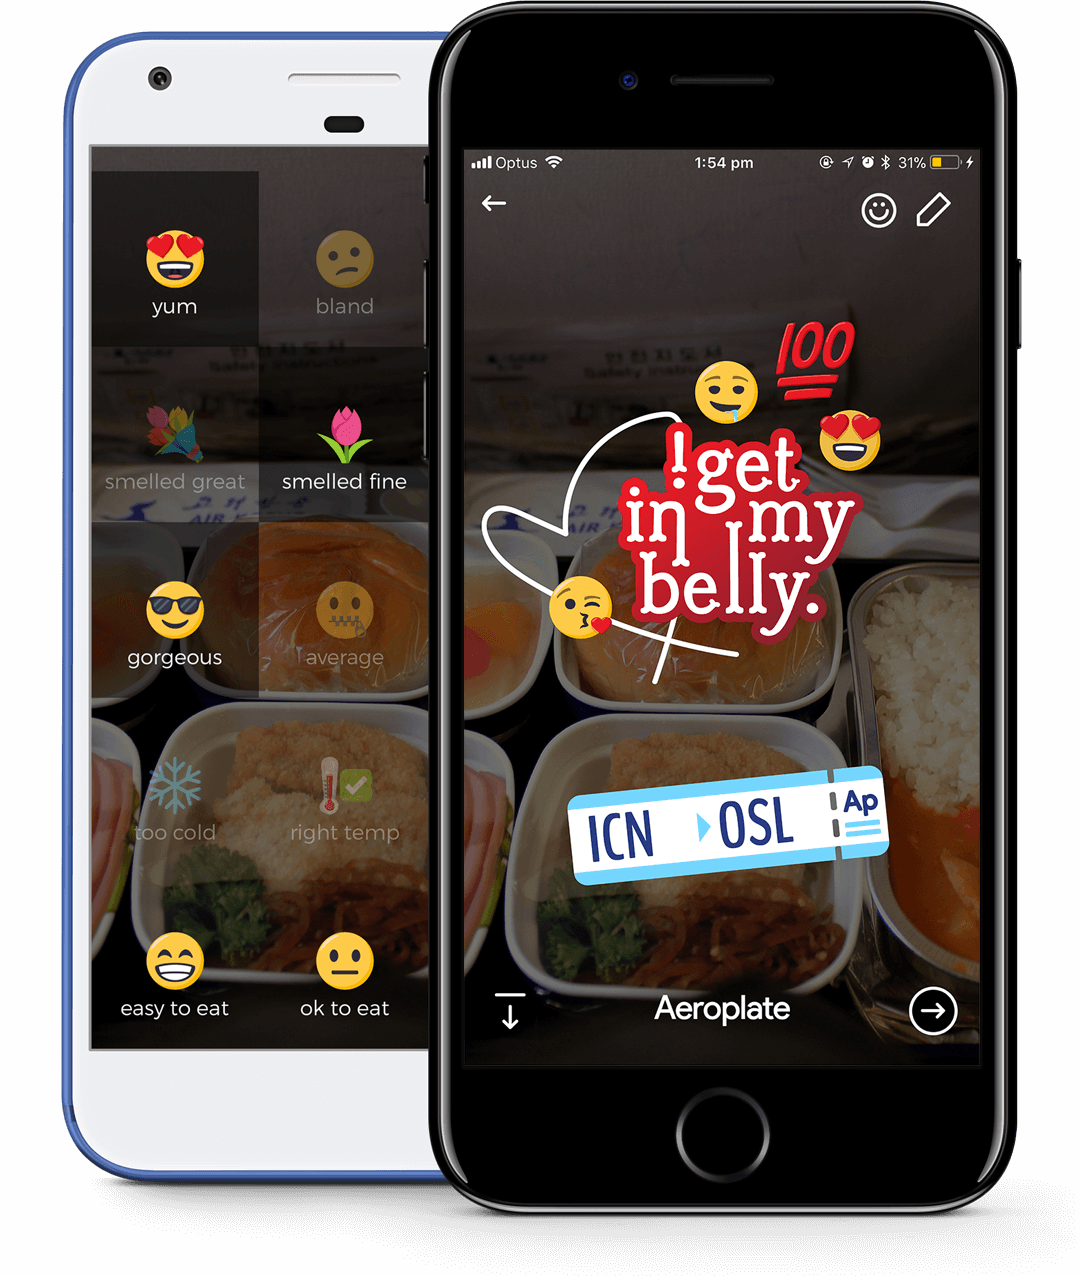 yum
bland
smelled great
smelled fine
AIR
gorgeous
average
too cold
right temp
easy to eat
ok to eat
Optus
1:54 pm
31%
100
!get
in my
belly.
ICN
OSL
Ap
Aeroplate